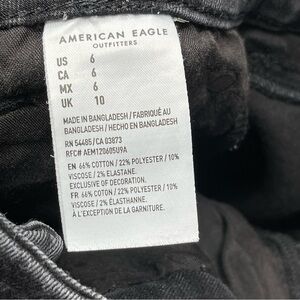 AMERICAN EAGLE
OUTFITTERS
US 6
CA 6
MX 6
UK 10
MADE IN BANGLADESH / FABRIQUÉ AU
BANGLADESH / HECHO EN BANGLADESH
RN 54485/CA 03873
RFC# AEM120605U9A
EN 66% COTTON / 22% POLYESTER / 10%
VISCOSE / 2% ELASTANE.
EXCLUSIVE OF DECORATION.
FR 66% COTON / 22% POLYESTER / 10%
VISCOSE / 2% ÉLASTHANNE.
À L'EXCEPTION DE LA GARNITURE.